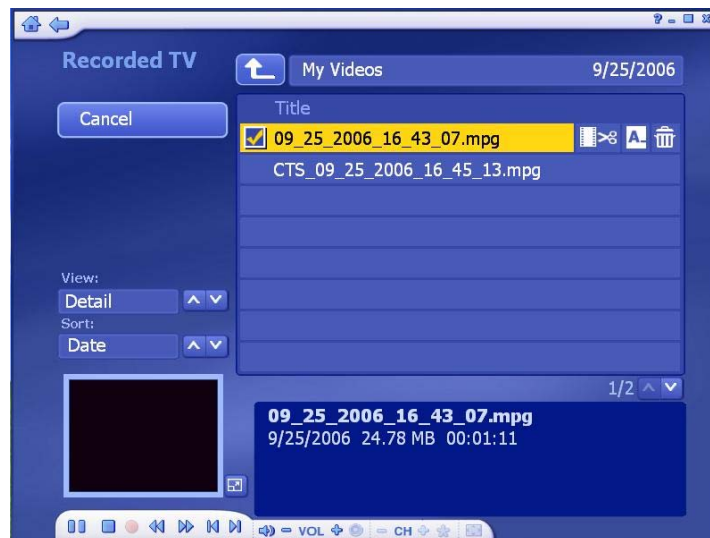 Recorded TV
My Videos 9/25/2006
Cancel
Title
09_25_2006_16_43_07.mpg
CTS_09_25_2006_16_45_13.mpg
View:
Detail
Sort:
Date
1/2
09_25_2006_16_43_07.mpg
9/25/2006 24.78 MB 00:01:11
VOL
CH